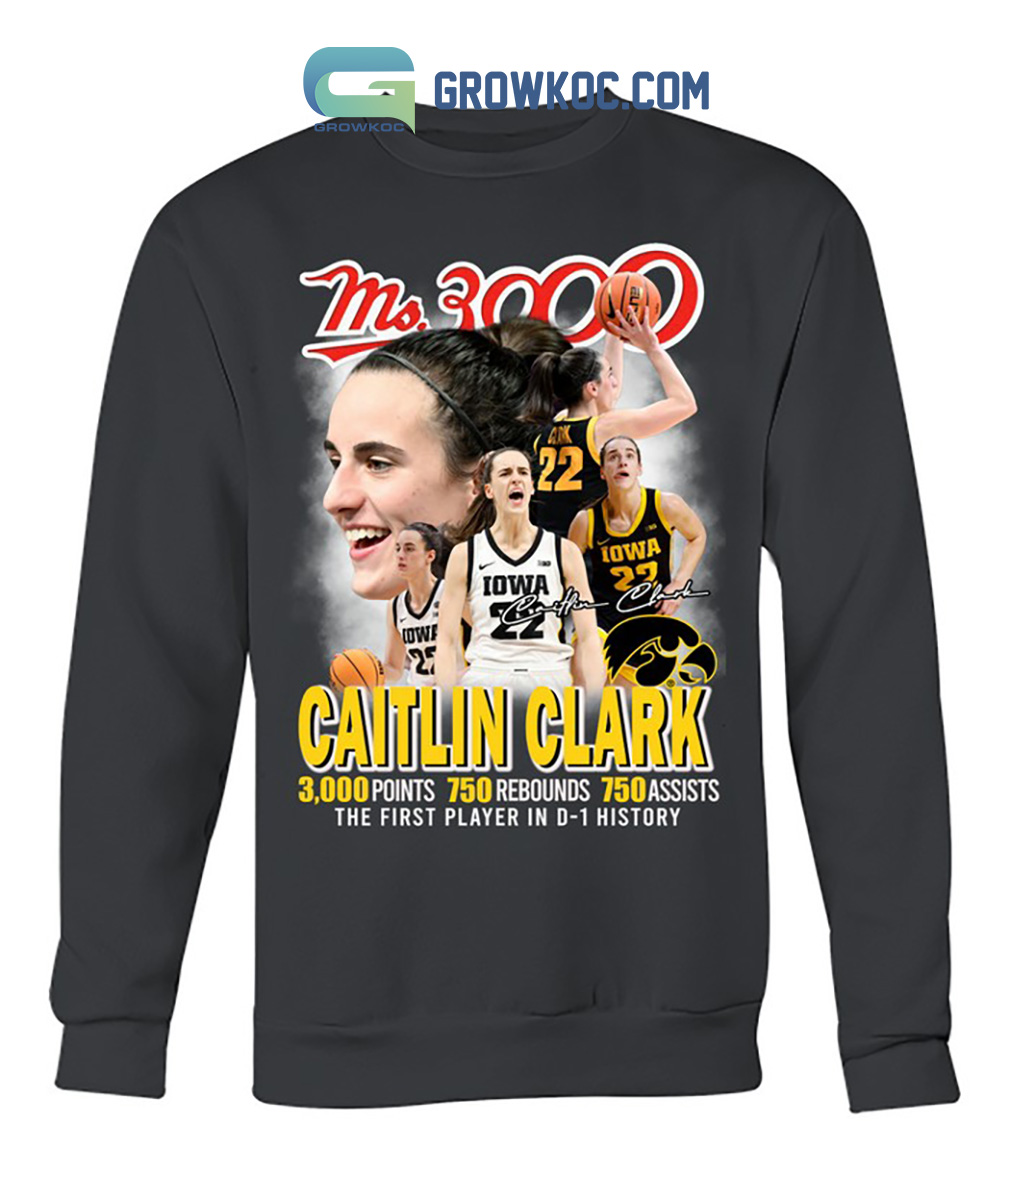 GROWKOC.COM
GROWKOC
Ms. 3000
CLARK
22
IOWA
22
IOWA
22
IOWA
22
Caitlin Clark
CAITLIN CLARK
3,000 POINTS 750 REBOUNDS 750 ASSISTS
THE FIRST PLAYER IN D-1 HISTORY